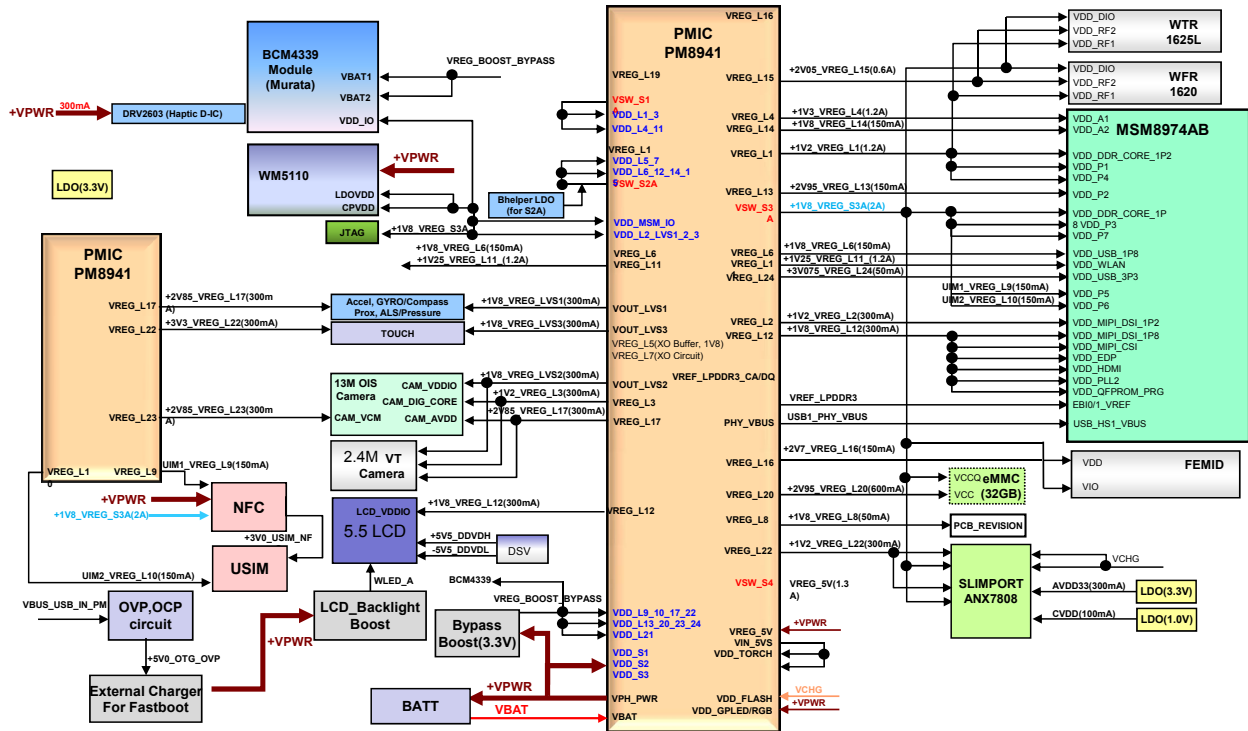 BCM4339
Module
(Murata)
VBAT1
VBAT2
VDD_IO
VREG_BOOST_BYPASS
+VPWR
300mA
DRV2603 (Haptic D-IC)
WM5110
+VPWR
LDOVDD
CPVDD
LDO(3.3V)
JTAG
+1V8_VREG_S3A
Bhelper LDO
(for S2A)
PMIC
PM8941
VREG_L16
VREG_L19
VSW_S1
A
VDD_L1_3
VDD_L4_11
VREG_L1
VDD_L5_7
VDD_L6_12_14_1
5
VSW_S2A
VDD_MSM_IO
VDD_L2_LVS1_2_3
+1V8_VREG_L6(150mA)
VREG_L6
+1V25_VREG_L11_(1.2A)
VREG_L11
+1V8_VREG_LVS1(300mA)
VOUT_LVS1
+1V8_VREG_LVS3(300mA)
VOUT_LVS3
VREG_L5(XO Buffer, 1V8)
VREG_L7(XO Circuit)
VREF_LPDDR3_CA/DQ
+1V8_VREG_LVS2(300mA)
VOUT_LVS2
+1V2_VREG_L3(300mA)
VREG_L3
+2V85_VREG_L17(300mA)
VREG_L17
PMIC
PM8941
VREG_L17
+2V85_VREG_L17(300m
A)
VREG_L22
+3V3_VREG_L22(300mA)
VREG_L23
+2V85_VREG_L23(300m
A)
VREG_L1
0
VREG_L9
UIM1_VREG_L9(150mA)
Accel, GYRO/Compass
Prox, ALS/Pressure
TOUCH
13M OIS
Camera
CAM_VDDIO
CAM_DIG_CORE
CAM_VCM
CAM_AVDD
2.4M VT
Camera
+VPWR
+1V8_VREG_S3A(2A)
NFC
+3V0_USIM_NF
USIM
UIM2_VREG_L10(150mA)
LCD_VDDIO
5.5 LCD
+1V8_VREG_L12(300mA)
VREG_L12
+5V5_DDVDH
-5V5_DDVDL
DSV
WLED_A
LCD_Backlight
Boost
VBUS_USB_IN_PM
OVP,OCP
circuit
+5V0_OTG_OVP
+VPWR
External Charger
For Fastboot
BCM4339
VREG_BOOST_BYPASS
Bypass
Boost(3.3V)
VDD_L9_10_17_22
VDD_L13_20_23_24
VDD_L21
VDD_S1
VDD_S2
VDD_S3
+VPWR
VPH_PWR
BATT
VBAT
VBAT
VREG_L15
+2V05_VREG_L15(0.6A)
VREG_L4
+1V3_VREG_L4(1.2A)
VREG_L14
+1V8_VREG_L14(150mA)
VREG_L1
+1V2_VREG_L1(1.2A)
VREG_L13
+2V95_VREG_L13(150mA)
VSW_S3
A
+1V8_VREG_S3A(2A)
VREG_L6
+1V8_VREG_L6(150mA)
VREG_L1
+1V25_VREG_L11_(1.2A)
VREG_L24
+3V075_VREG_L24(50mA)
UIM1_VREG_L9(150mA)
UIM2_VREG_L10(150mA)
VREG_L2
+1V2_VREG_L2(300mA)
VREG_L12
+1V8_VREG_L12(300mA)
VREF_LPDDR3
PHY_VBUS
USB1_PHY_VBUS
VREG_L16
+2V7_VREG_L16(150mA)
VREG_L20
+2V95_VREG_L20(600mA)
VREG_L8
+1V8_VREG_L8(50mA)
VREG_L22
+1V2_VREG_L22(300mA)
VSW_S4
VREG_5V(1.3
A)
VREG_5V
+VPWR
VIN_5VS
VDD_TORCH
VDD_FLASH
VCHG
VDD_GPLED/RGB
+VPWR
VDD_DIO
VDD_RF2
VDD_RF1
WTR
1625L
VDD_DIO
VDD_RF2
VDD_RF1
WFR
1620
MSM8974AB
VDD_A1
VDD_A2
VDD_DDR_CORE_1P2
VDD_P1
VDD_P4
VDD_P2
VDD_DDR_CORE_1P
8 VDD_P3
VDD_P7
VDD_USB_1P8
VDD_WLAN
VDD_USB_3P3
VDD_P5
VDD_P6
VDD_MIPI_DSI_1P2
VDD_MIPI_DSI_1P8
VDD_MIPI_CSI
VDD_EDP
VDD_HDMI
VDD_PLL2
VDD_QFPROM_PRG
EBI0/1_VREF
USB_HS1_VBUS
VDD
VIO
FEMID
VCCQ
VCC
eMMC
(32GB)
PCB_REVISION
SLIMPORT
ANX7808
VCHG
AVDD33(300mA)
LDO(3.3V)
CVDD(100mA)
LDO(1.0V)